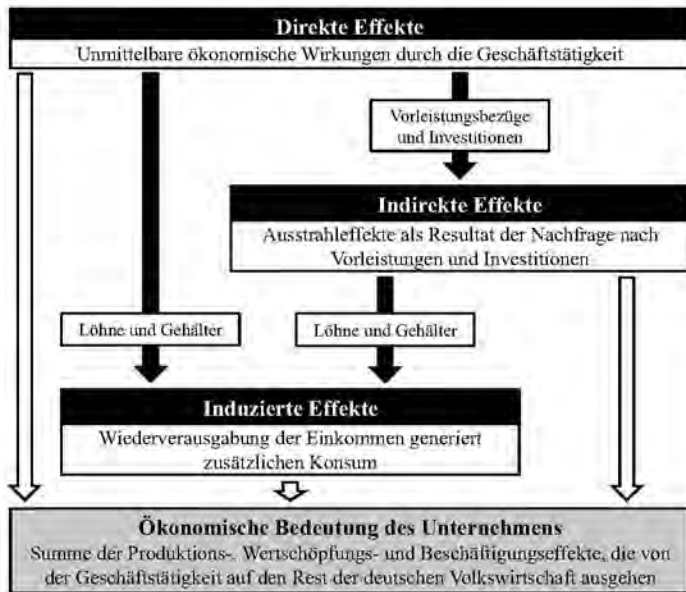 Direkte Effekte
Unmittelbare ökonomische Wirkungen durch die Geschäftstätigkeit
Vorleistungsbezüge
und Investitionen
Indirekte Effekte
Ausstrahleffekte als Resultat der Nachfrage nach
Vorleistungen und Investitionen
Löhne und Gehälter
Löhne und Gehälter
Induzierte Effekte
Wiederverausgabung der Einkommen generiert
zusätzlichen Konsum
Ökonomische Bedeutung des Unternehmens
Summe der Produktions-, Wertschöpfungs- und Beschäftigungseffekte, die von
der Geschäftstätigkeit auf den Rest der deutschen Volkswirtschaft ausgehen